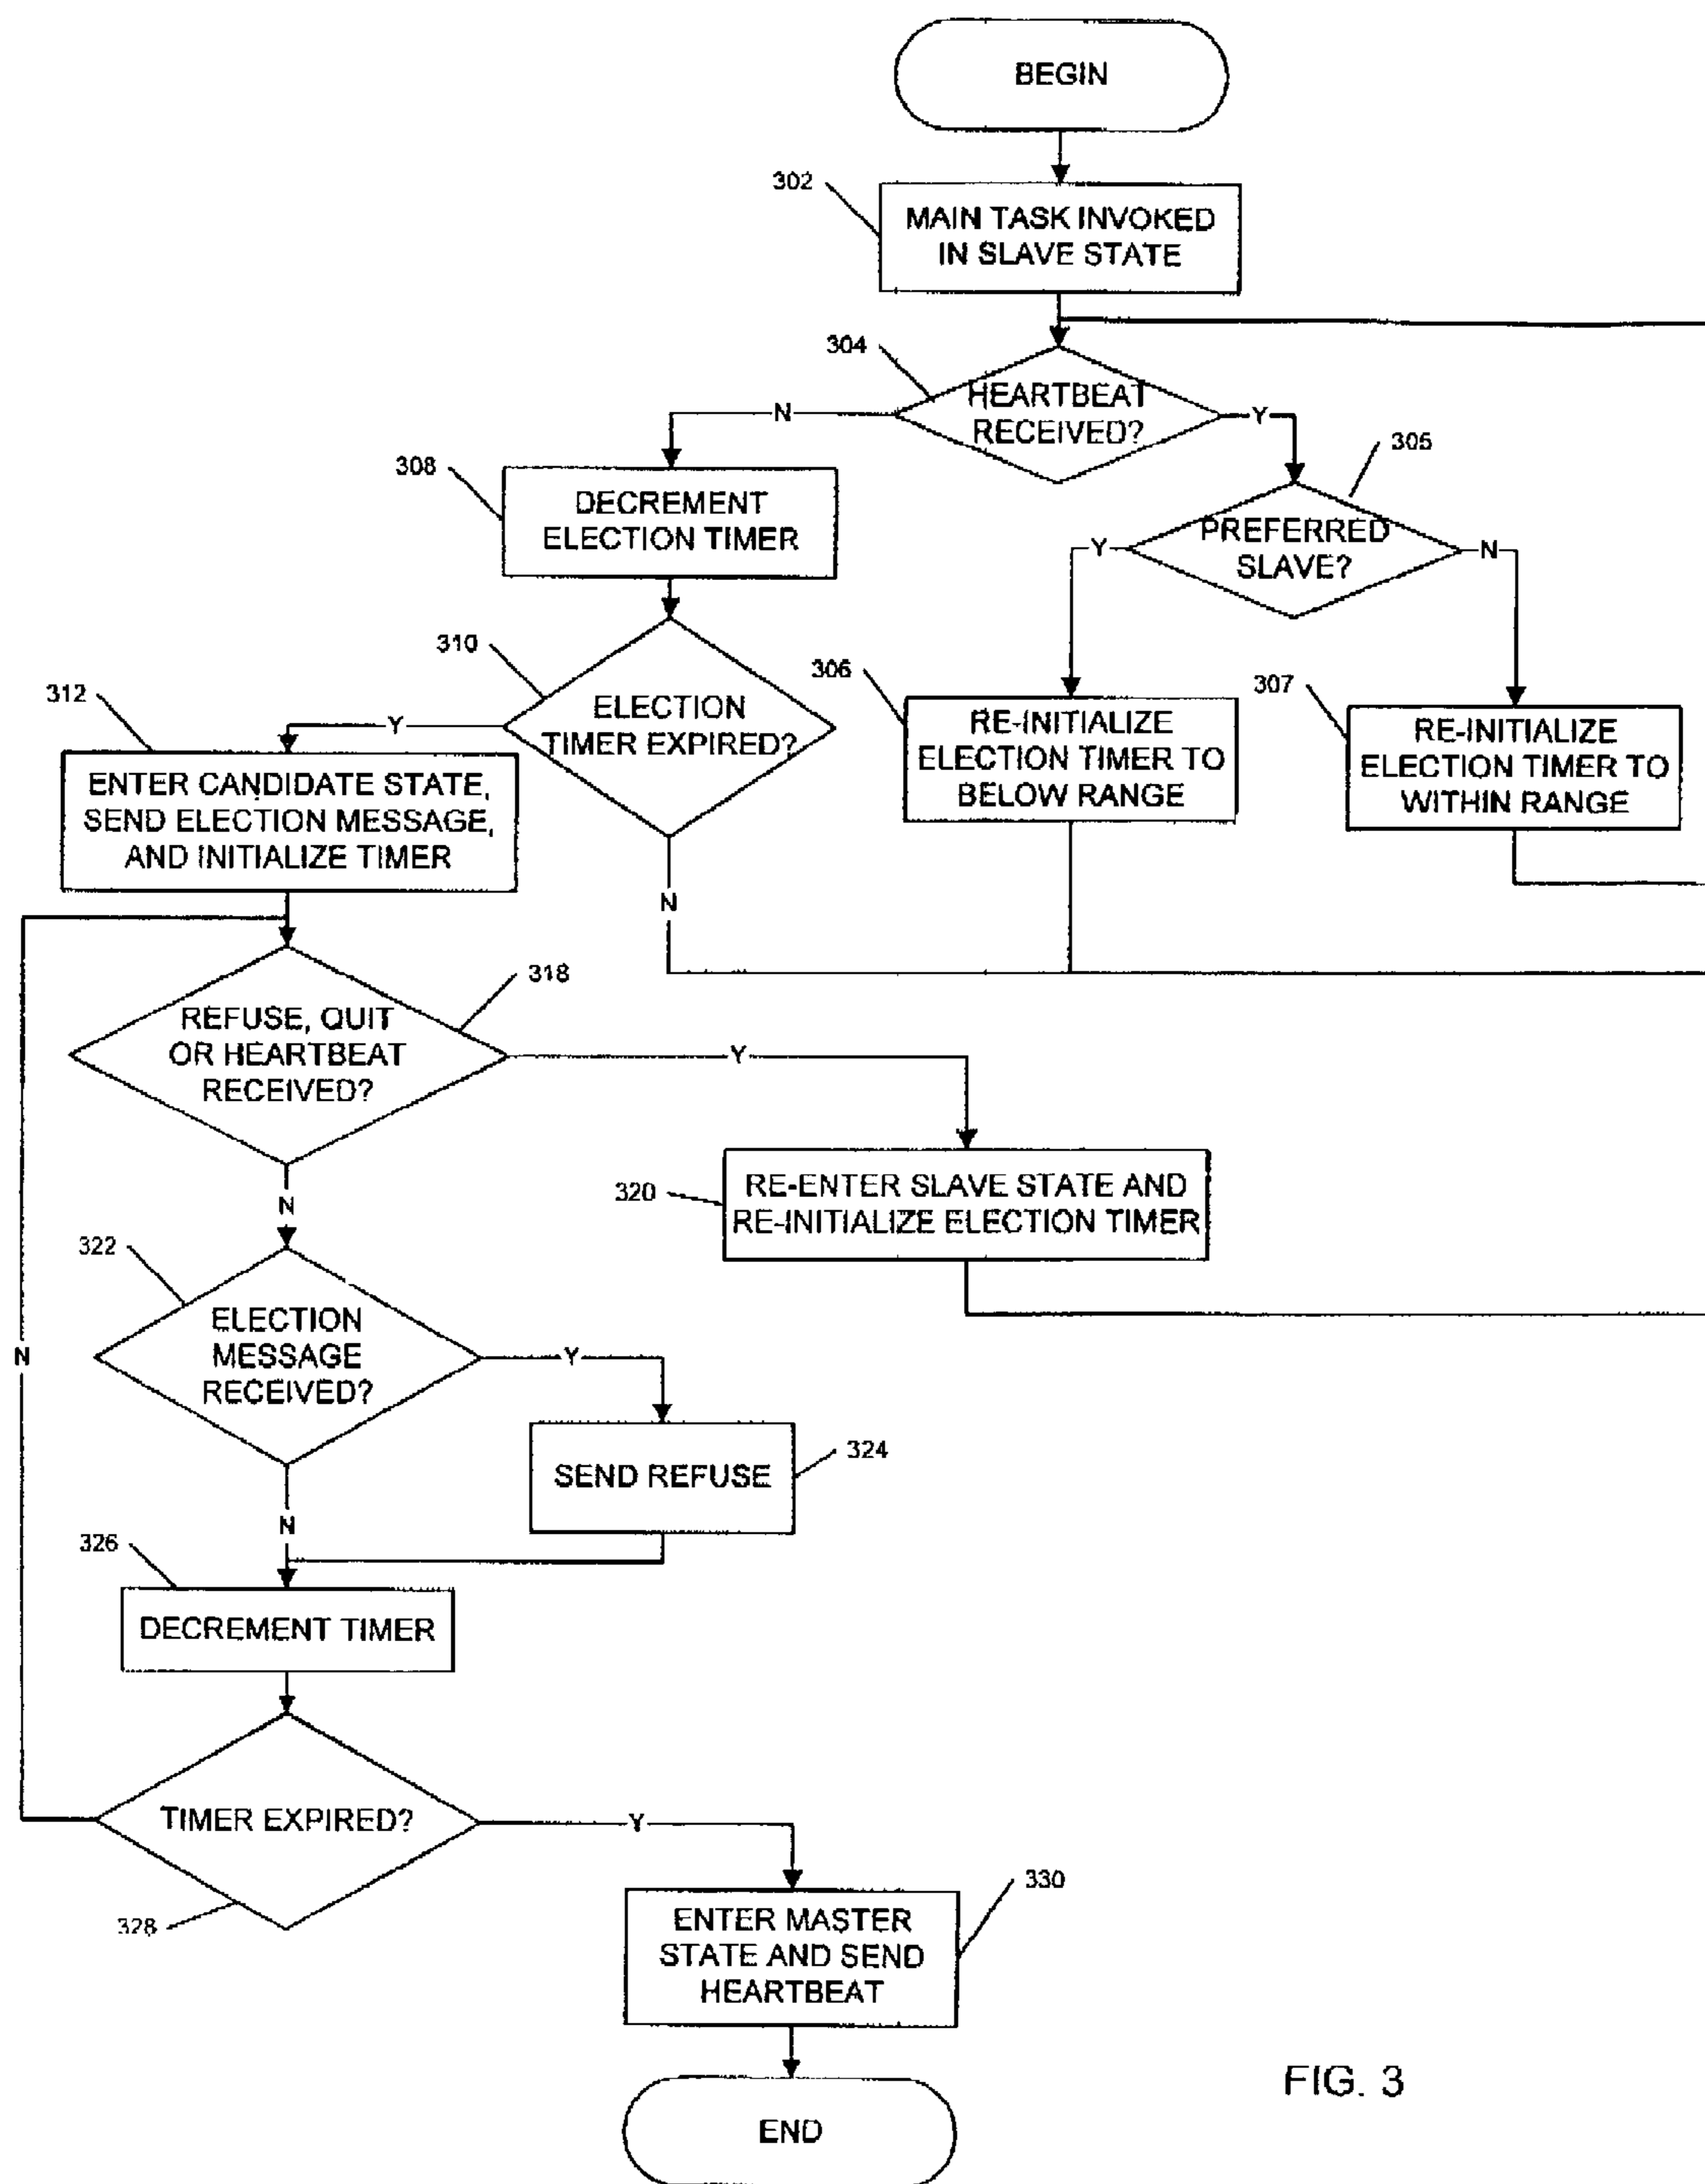 BEGIN
302
MAIN TASK INVOKED
IN SLAVE STATE
304
HEARTBEAT
RECEIVED?
N
Y
305
308
DECREMENT
ELECTION TIMER
PREFERRED
SLAVE?
Y
N
310
ELECTION
TIMER EXPIRED?
Y
N
306
RE-INITIALIZE
ELECTION TIMER TO
BELOW RANGE
307
RE-INITIALIZE
ELECTION TIMER TO
WITHIN RANGE
312
ENTER CANDIDATE STATE,
SEND ELECTION MESSAGE,
AND INITIALIZE TIMER
318
REFUSE, QUIT
OR HEARTBEAT
RECEIVED?
Y
N
320
RE-ENTER SLAVE STATE AND
RE-INITIALIZE ELECTION TIMER
322
ELECTION
MESSAGE
RECEIVED?
N
Y
N
SEND REFUSE
324
326
DECREMENT TIMER
TIMER EXPIRED?
Y
328
330
ENTER MASTER
STATE AND SEND
HEARTBEAT
END
FIG. 3